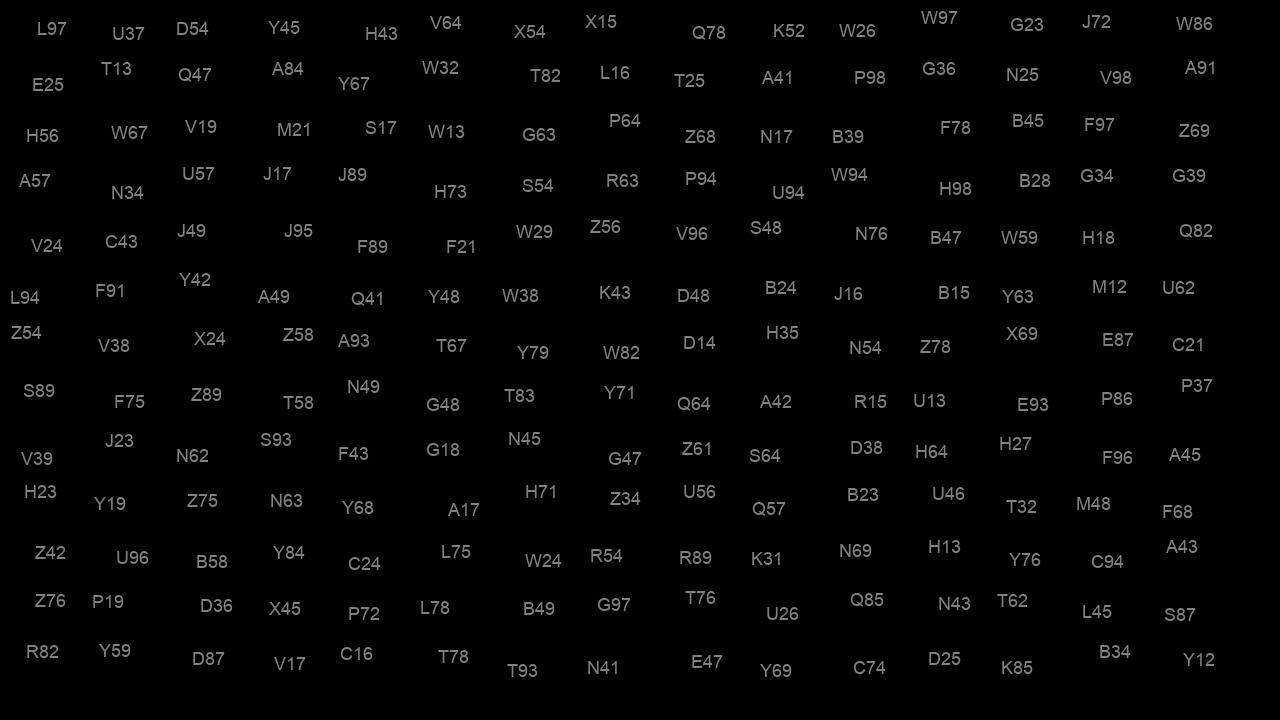 L97 U37 D54 Y45 H43 V64 X54 X15 Q78 K52 W26 W97 G23 J72 W86
E25 T13 Q47 A84 Y67 W32 T82 L16 T25 A41 P98 G36 N25 V98 A91
H56 W67 V19 M21 S17 W13 G63 P64 Z68 N17 B39 F78 B45 F97 Z69
A57 N34 U57 J17 J89 H73 S54 R63 P94 U94 W94 H98 B28 G34 G39
V24 C43 J49 J95 F89 F21 W29 Z56 V96 S48 N76 B47 W59 H18 Q82
L94 F91 Y42 A49 Q41 Y48 W38 K43 D48 B24 J16 B15 Y63 M12 U62
Z54 V38 X24 Z58 A93 T67 Y79 W82 D14 H35 N54 Z78 X69 E87 C21
S89 F75 Z89 T58 N49 G48 T83 Y71 Q64 A42 R15 U13 E93 P86 P37
V39 J23 N62 S93 F43 G18 N45 G47 Z61 S64 D38 H64 H27 F96 A45
H23 Y19 Z75 N63 Y68 A17 H71 Z34 U56 Q57 B23 U46 T32 M48 F68
Z42 U96 B58 Y84 C24 L75 W24 R54 R89 K31 N69 H13 Y76 C94 A43
Z76 P19 D36 X45 P72 L78 B49 G97 T76 U26 Q85 N43 T62 L45 S87
R82 Y59 D87 V17 C16 T78 T93 N41 E47 Y69 C74 D25 K85 B34 Y12